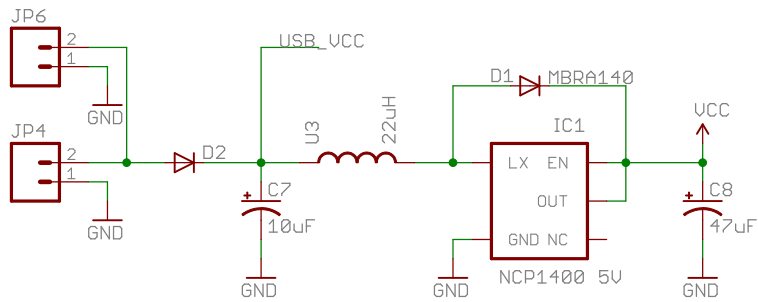 JP6
2
1
GND
JP4
2
1
GND
D2
USB_VCC
C7
+
10uF
GND
U3
22uH
D1
MBRA140
IC1
LX EN
OUT
GND NC
NCP1400 5V
GND
VCC
C8
+
47uF
GND